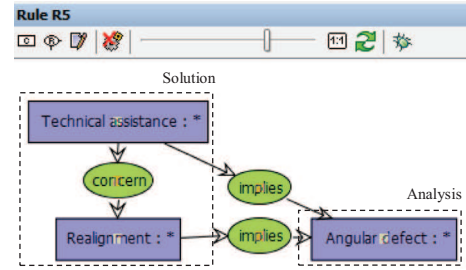 Rule R5
1:1
Solution
Technical assistance : *
concern
implies
Analysis
Realignment : *
implies
Angular defect : *